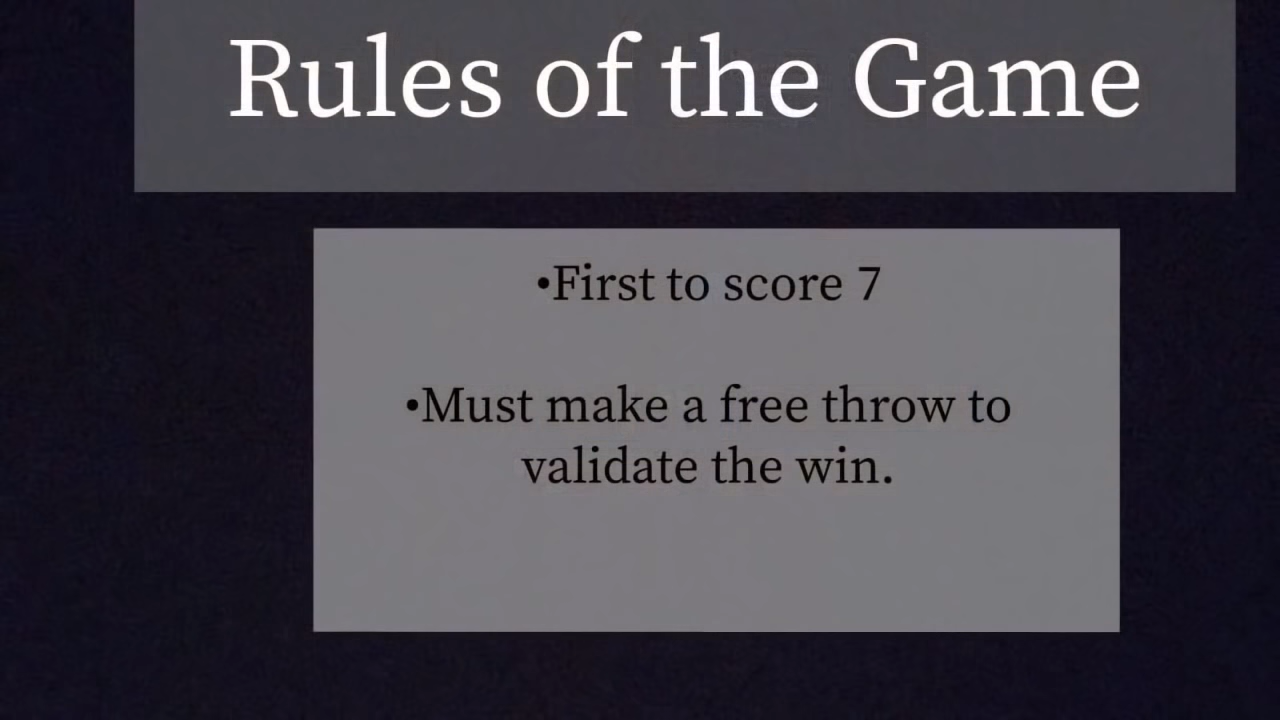 Rules of the Game
•First to score 7
•Must make a free throw to
validate the win.